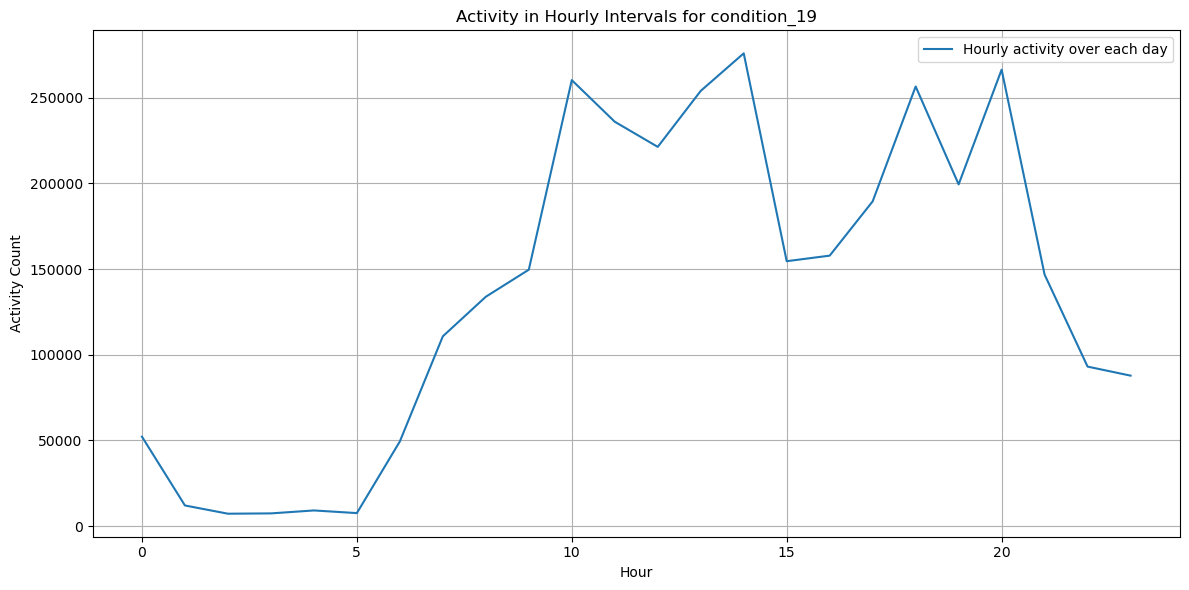 Activity in Hourly Intervals for condition_19
Hourly activity over each day
Activity Count
250000
200000
150000
100000
50000
0
0 5 10 15 20
Hour